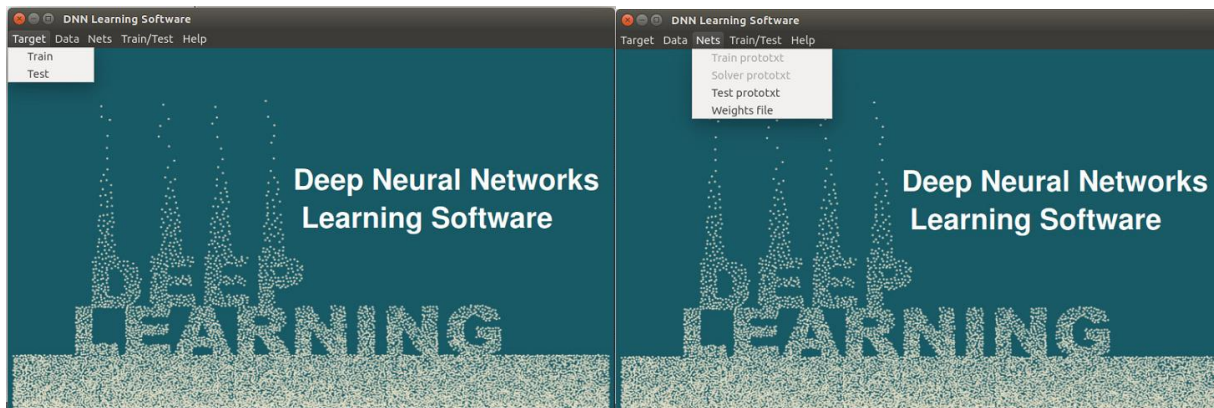 DNN Learning Software
Target Data Nets Train/Test Help
Train
Test
Deep Neural Networks
Learning Software
DEEP
LEARNING
DNN Learning Software
Target Data Nets Train/Test Help
Train prototxt
Solver prototxt
Test prototxt
Weights file
Deep Neural Networks
Learning Software
DEEP
LEARNING